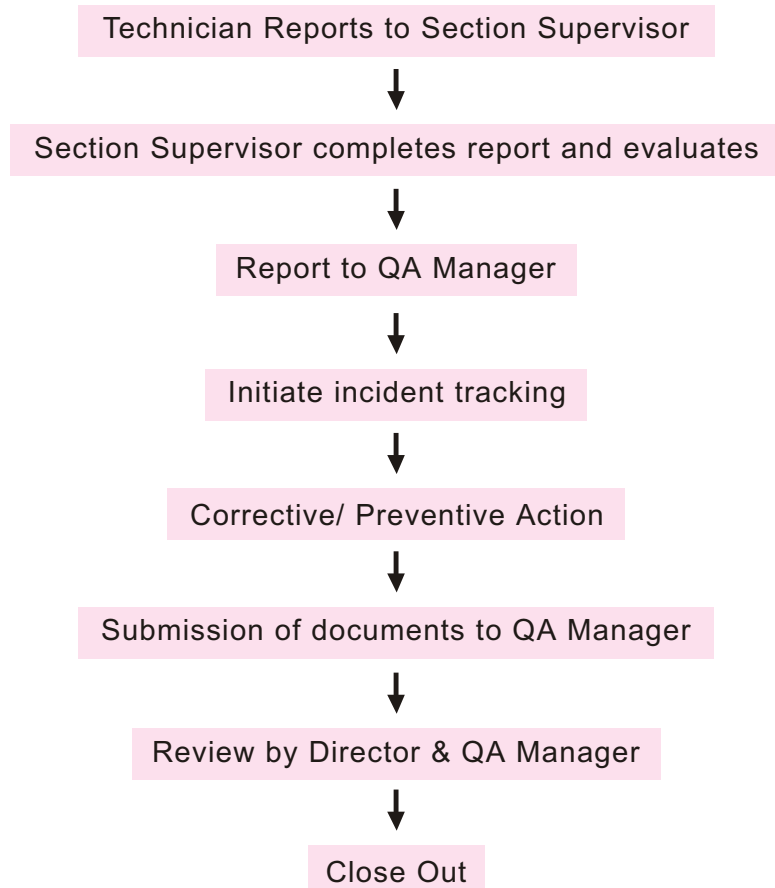 Technician Reports to Section Supervisor
Section Supervisor completes report and evaluates
Report to QA Manager
Initiate incident tracking
Corrective/ Preventive Action
Submission of documents to QA Manager
Review by Director & QA Manager
Close Out